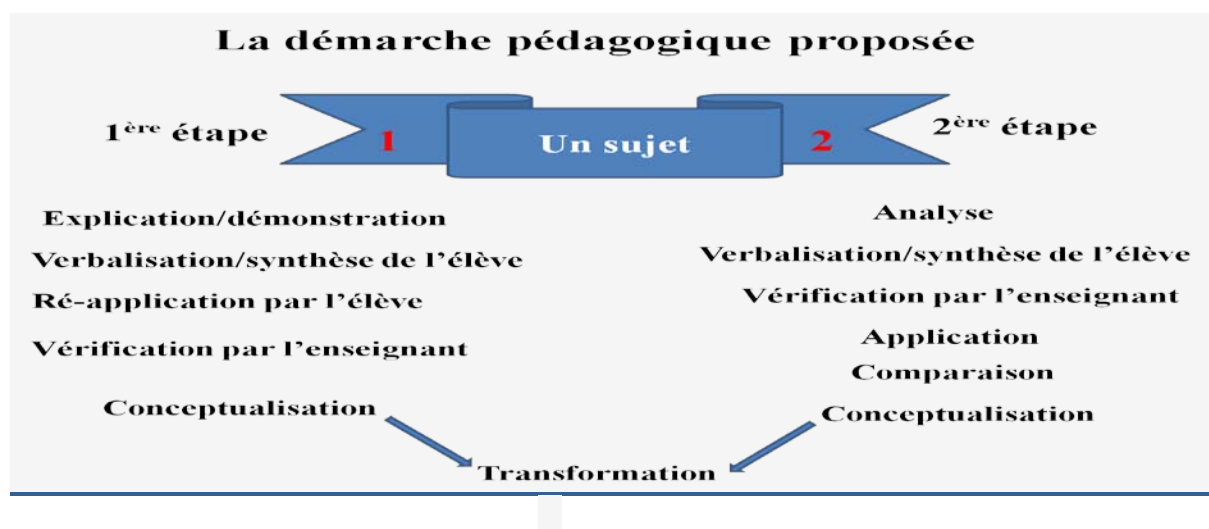 La démarche pédagogique proposée
1ère étape
1
Un sujet
2
2ère étape
Explication/démonstration
Verbalisation/synthèse de l'élève
Ré-application par l'élève
Vérification par l'enseignant
Conceptualisation
Analyse
Verbalisation/synthèse de l'élève
Vérification par l'enseignant
Application
Comparaison
Conceptualisation
Transformation